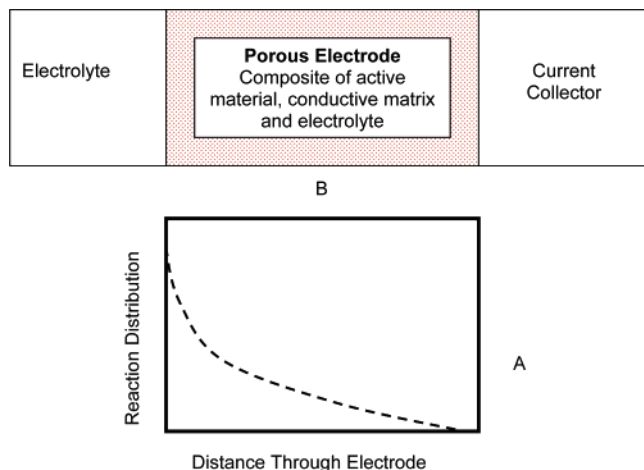 Electrolyte
Porous Electrode
Composite of active
material, conductive matrix
and electrolyte
Current
Collector
B
Reaction Distribution
A
Distance Through Electrode